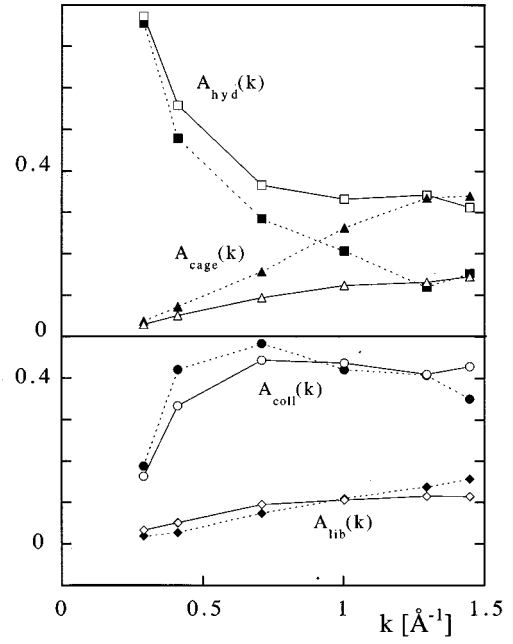 A_hyd(k)
0.4
A_cage(k)
0
0.4
A_coll(k)
A_lib(k)
0
0 0.5 1 1.5
k [Å⁻¹]